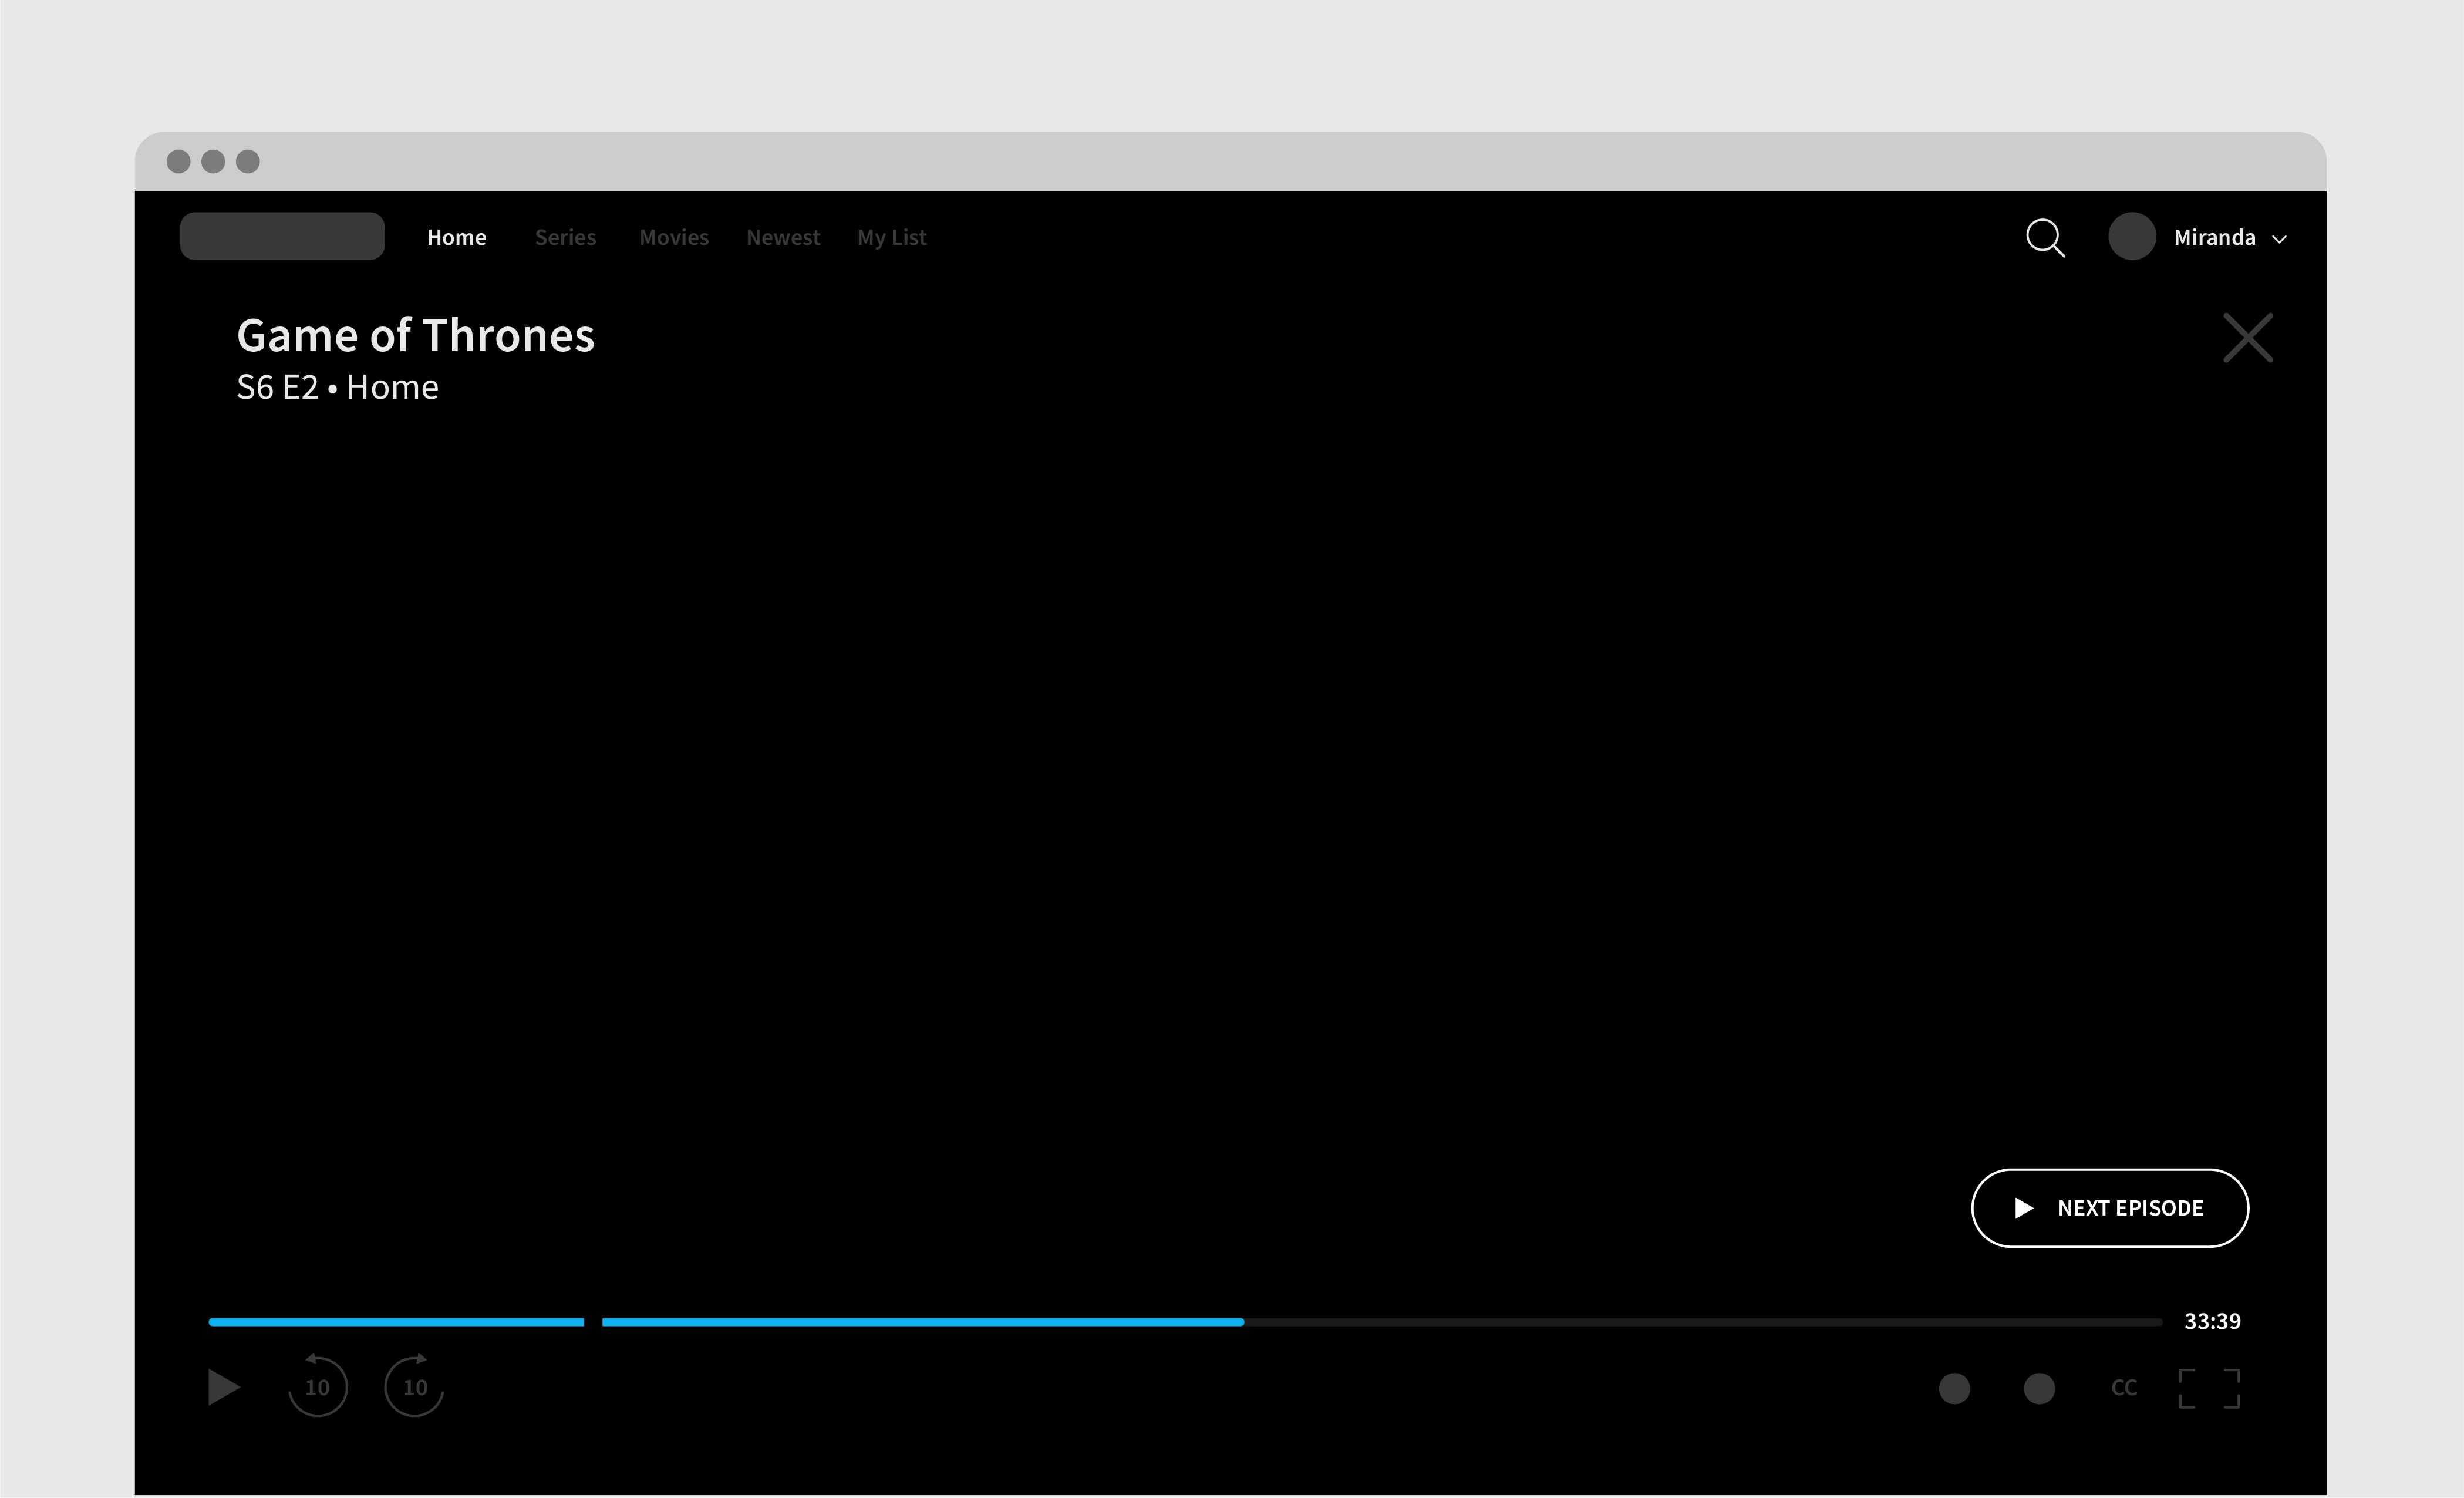 Home Series Movies Newest My List Miranda
Game of Thrones
S6 E2 • Home
NEXT EPISODE
33:39
10 10 CC